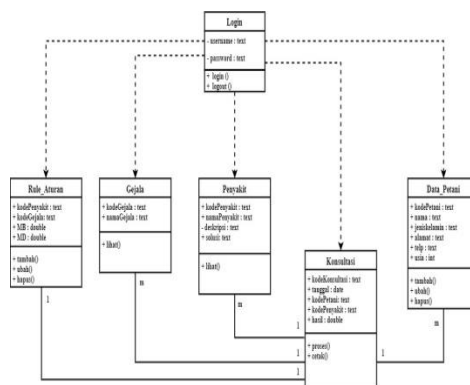 Login
- username : text
- password : text
+ login ()
+ logout ()
Rule_Aturan
+ kodePenyakit : text
+ kodeGejala : text
+ MB : double
+ MD : double
+ tambah()
+ ubah()
+ hapus()
Gejala
+ kodeGejala : text
+ namaGejala : text
+ lihat()
Penyakit
+ kodePenyakit : text
+ namaPenyakit : text
- deskripsi : text
+ solusi: text
+ lihat()
Data_Petani
+ kodePetani : text
+ nama : text
+ jeniskelamin : text
+ alamat : text
+ telp : text
+ usia : int
+ tambah()
+ ubah()
+ hapus()
Konsultasi
+ kodeKonsultasi : text
+ tanggal : date
+ kodePetani: text
+ kodePenyakit : text
+ hasil : double
+ proses()
+ cetak()
1
m
m
m
1
1
1
1